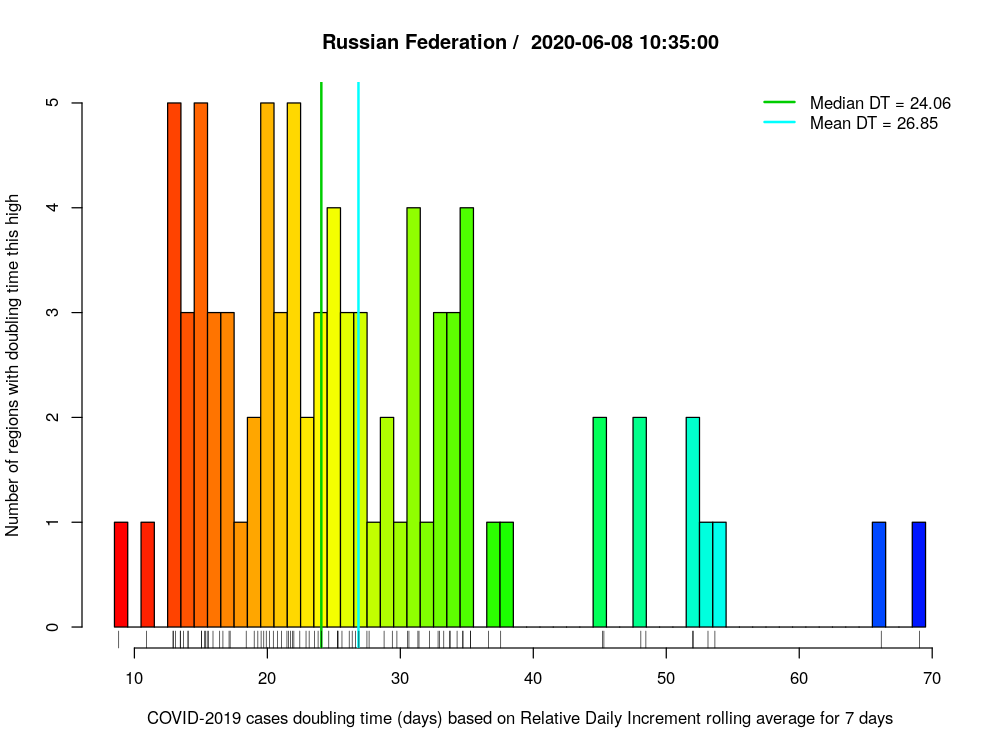 Russian Federation /  2020-06-08 10:35:00
Median DT = 24.06
Mean DT = 26.85
Number of regions with doubling time this high
5
4
3
2
1
0
10 20 30 40 50 60 70
COVID-2019 cases doubling time (days) based on Relative Daily Increment rolling average for 7 days